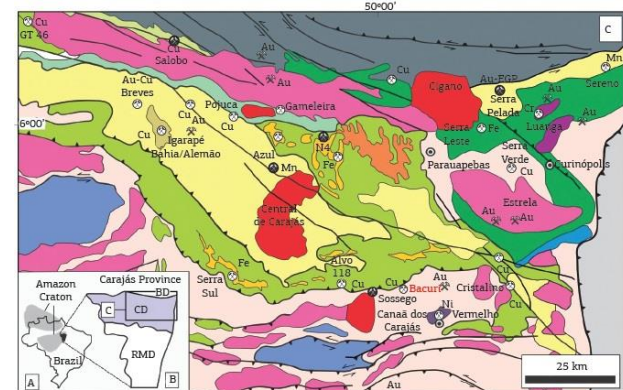 50°00'
C
Cu
GT 46
Cu
Salobo
Au
Au
Cu
Cigano
Au-EGP
Serra
Pelada
Mn
Sereno
Au-Cu
Breves
Cu
Pojuca
Cu
Gameleira
Au
Cr
Luanga
Au
6°00'
Cu
Au
Igarapé
Bahia/Alemão
Azul
Mn
N4
Fe
Serra
Leste
Fe
Parauapebas
Serra
Verde
Cu
Curinópolis
Central
de Carajás
Estrela
Au
Au
Fe
Serra
Sul
Alvo
118
Cu
Cu
Sossego
Cu
Bacuri
Au
Cristalino
Cu
Ni
Vermelho
Canaã dos
Carajás
Au
Amazon
Craton
Brazil
A
Carajás Province
BD
C
CD
RMD
B
25 km